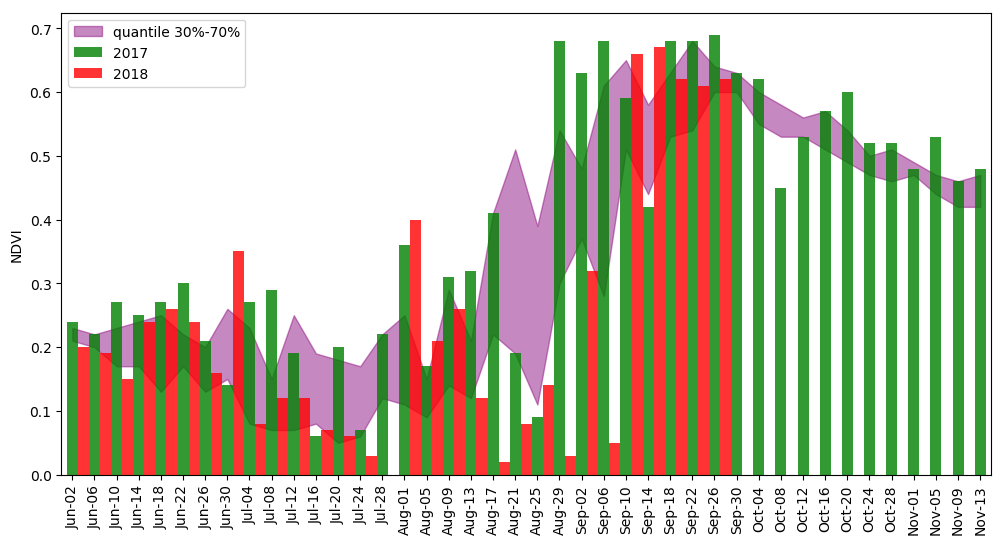 quantile 30%-70%
2017
2018
NDVI
0.7
0.6
0.5
0.4
0.3
0.2
0.1
0.0
Jun-02
Jun-06
Jun-10
Jun-14
Jun-18
Jun-22
Jun-26
Jun-30
Jul-04
Jul-08
Jul-12
Jul-16
Jul-20
Jul-24
Jul-28
Aug-01
Aug-05
Aug-09
Aug-13
Aug-17
Aug-21
Aug-25
Aug-29
Sep-02
Sep-06
Sep-10
Sep-14
Sep-18
Sep-22
Sep-26
Sep-30
Oct-04
Oct-08
Oct-12
Oct-16
Oct-20
Oct-24
Oct-28
Nov-01
Nov-05
Nov-09
Nov-13